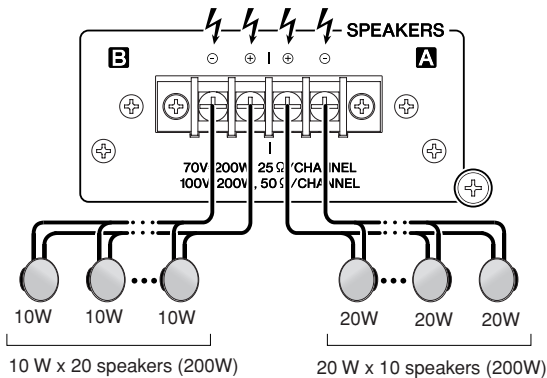 SPEAKERS
B A
⊖ ⊕ ⊕ ⊖
70V 200W, 25 Ω/CHANNEL
100V 200W, 50 Ω/CHANNEL
10W 10W 10W 20W 20W 20W
10 W x 20 speakers (200W) 20 W x 10 speakers (200W)